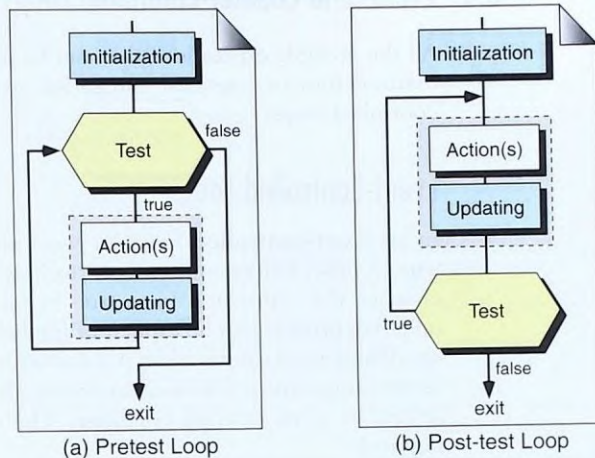 Initialization
Test
false
true
Action(s)
Updating
exit
(a) Pretest Loop
Initialization
Action(s)
Updating
true
Test
false
exit
(b) Post-test Loop